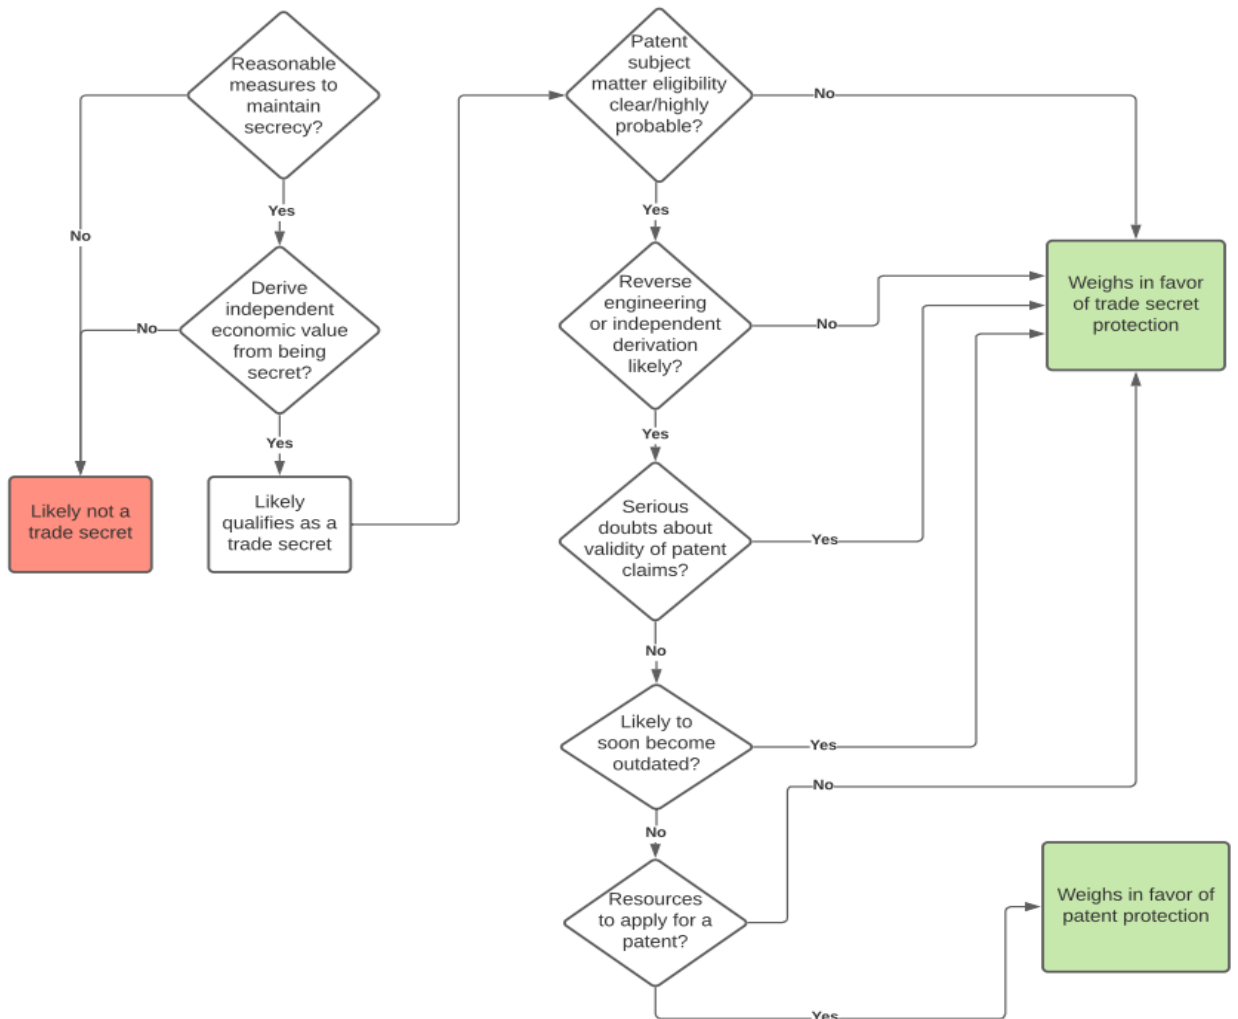 Reasonable
measures to
maintain
secrecy?
No
Yes
Derive
independent
economic value
from being
secret?
No
Yes
Likely not a
trade secret
Likely
qualifies as a
trade secret
Patent
subject
matter eligibility
clear/highly
probable?
No
Yes
Reverse
engineering
or independent
derivation
likely?
No
Yes
Serious
doubts about
validity of patent
claims?
Yes
No
Likely to
soon become
outdated?
Yes
No
Resources
to apply for a
patent?
No
Yes
Weighs in favor
of trade secret
protection
Weighs in favor of
patent protection